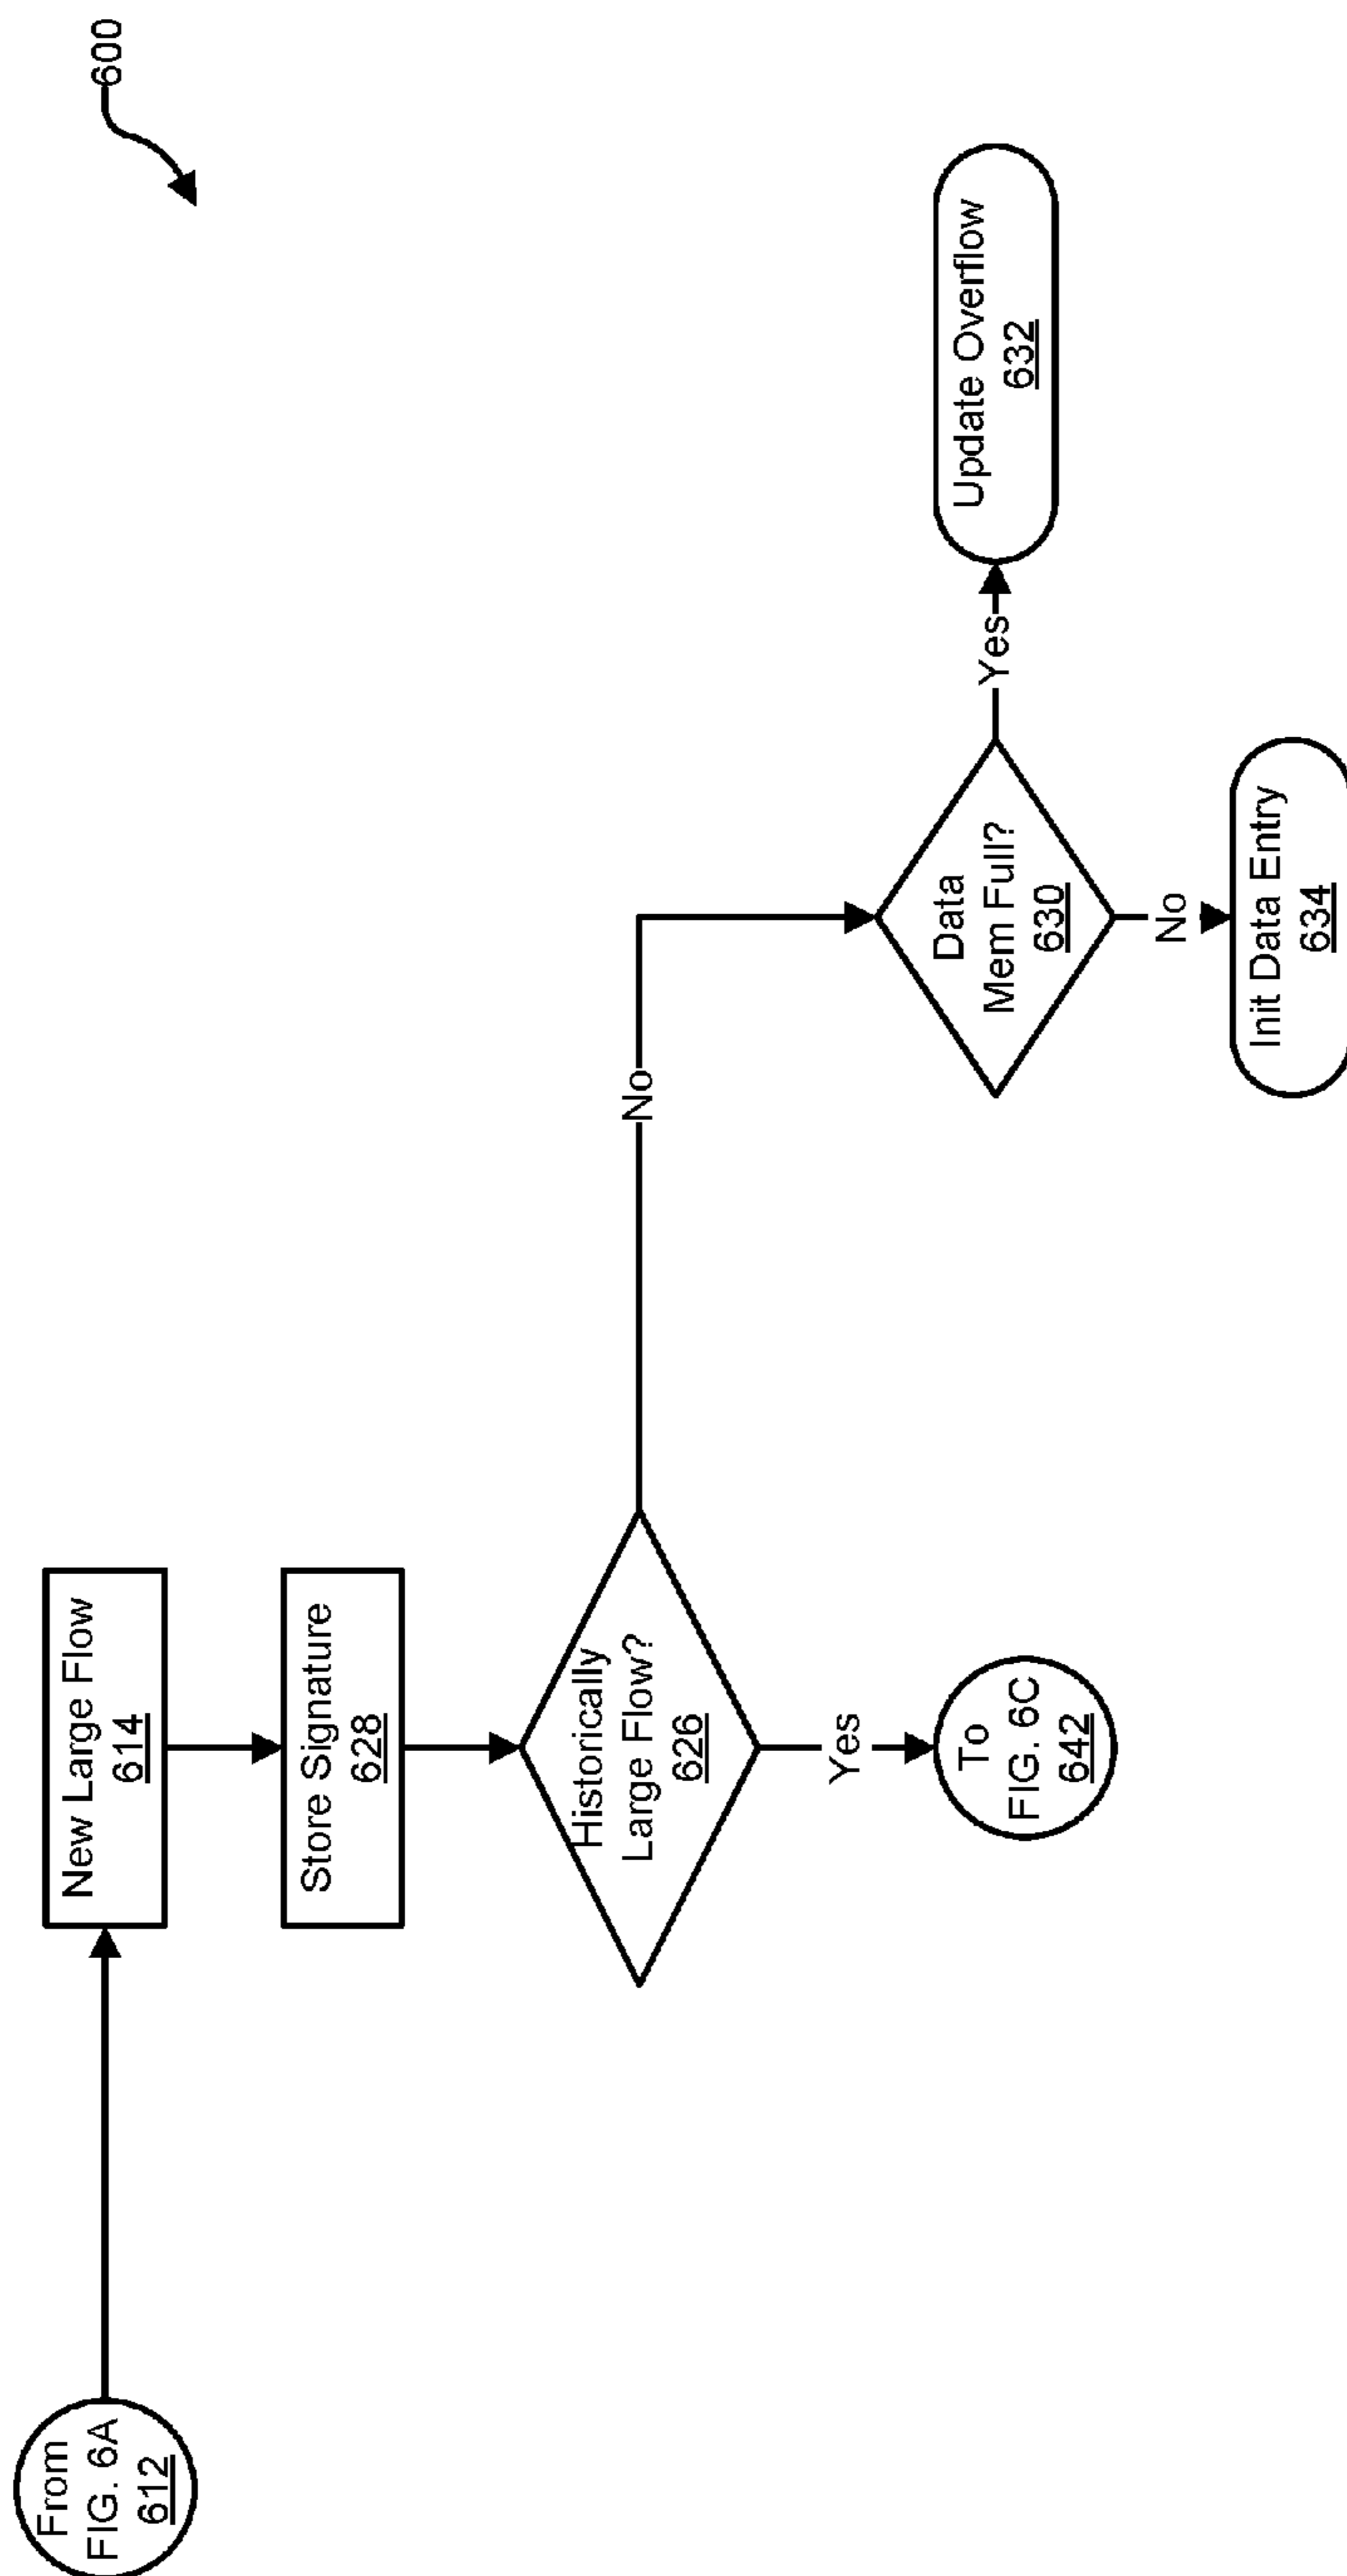 600
From
FIG. 6A
612
New Large Flow
614
Store Signature
628
Historically
Large Flow?
626
No
Yes
To
FIG. 6C
642
Data
Mem Full?
630
Yes
Update Overflow
632
No
Init Data Entry
634